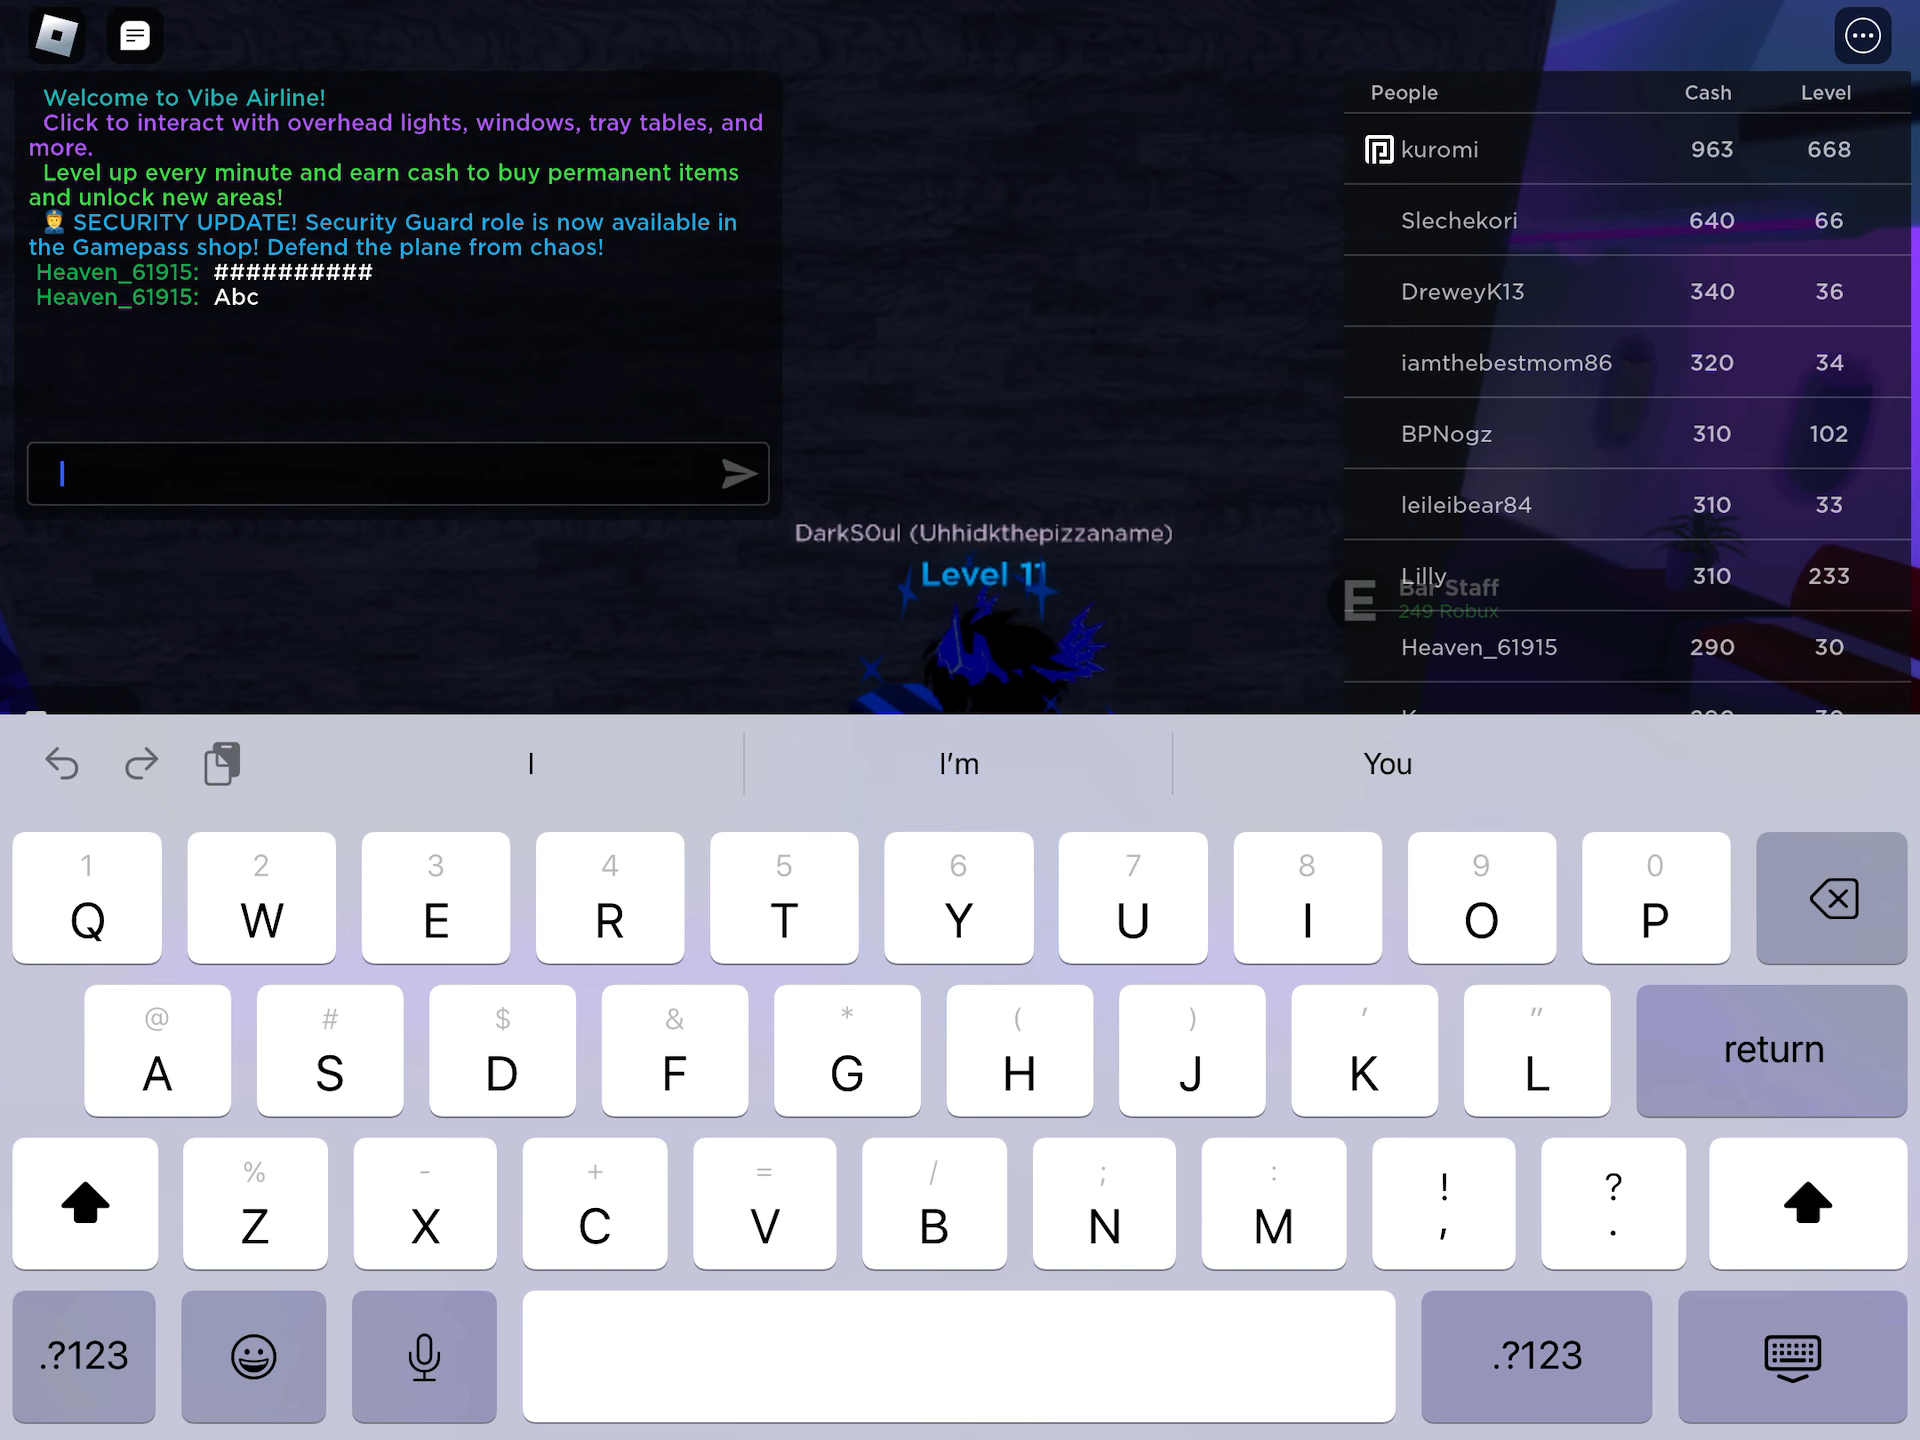 Welcome to Vibe Airline!
Click to interact with overhead lights, windows, tray tables, and
more.
Level up every minute and earn cash to buy permanent items
and unlock new areas!
👮 SECURITY UPDATE! Security Guard role is now available in
the Gamepass shop! Defend the plane from chaos!
Heaven_61915: ##########
Heaven_61915: Abc
People Cash Level
kuromi 963 668
Slechekori 640 66
DreweyK13 340 36
iamthebestmom86 320 34
BPNogz 310 102
leileibear84 310 33
Lilly 310 233
Heaven_61915 290 30
DarkS0ul (Uhhidkthepizzaname)
Level 11
E
Bar Staff
249 Robux
I I'm You
1 2 3 4 5 6 7 8 9 0
Q W E R T Y U I O P
@ # $ & * ( ) ' "
A S D F G H J K L return
% - + = / ; : ! ?
Z X C V B N M , .
.?123 .?123